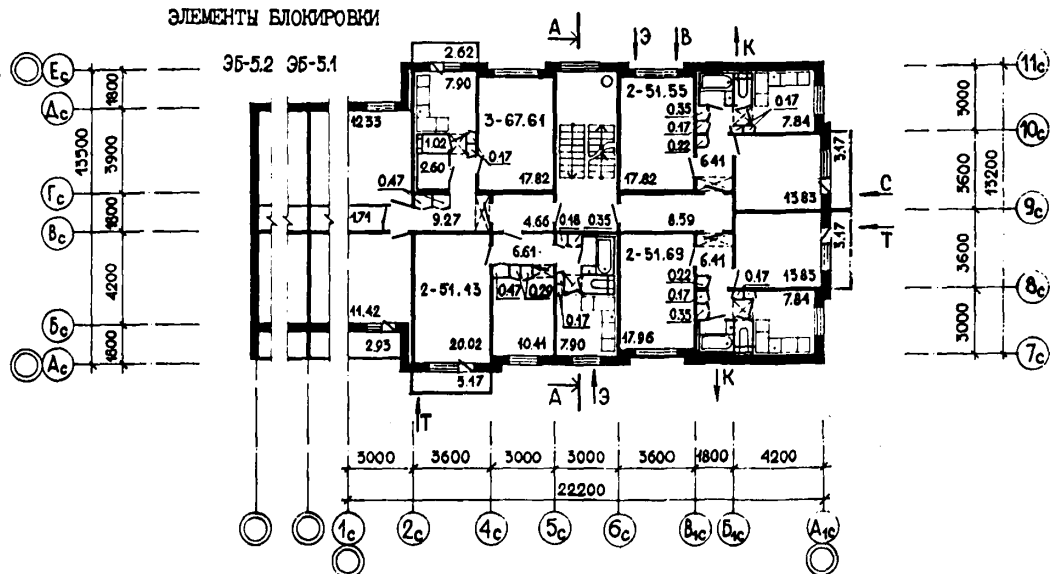 ЭЛЕМЕНТЫ БЛОКИРОВКИ
ЭБ-5.2 ЭБ-5.1
А Э В К
Ес 2.62 11с
1800 7.90 2-51.55 0.17 3000
Дс 12.33 3-67.61 0.35 7.84 10с
0.17
1.02 0.22
13500 3900 2.60 0.17 6.41 3.17 3600 13200
0.47 17.82 17.82 13.83 С
Гс 9с
1800 1.71 9.27 4.66 0.18 0.35 8.59 Т
Вс 6.61 2-51.69 6.41 3.17 3600
4200 2-51.43 0.47 0.29 0.22 0.17 13.83
0.17 7.84 8с
11.42 0.17 0.35
Бс 3000
1800 2.93 20.02 10.41 7.90 17.96
Ас 7с
5.17
Т А Э К
3000 3600 3000 3000 3600 1800 4200
22200
1с 2с 4с 5с 6с В1с Б1с А1с